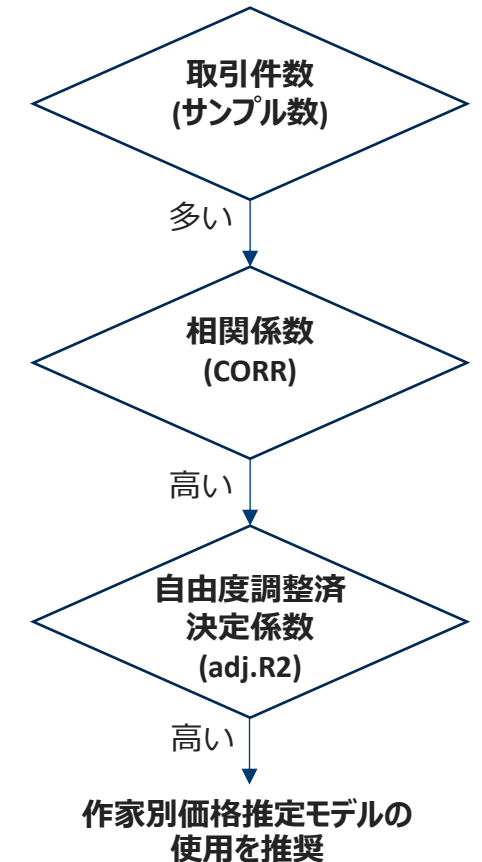 取引件数
(サンプル数)
多い
相関係数
(CORR)
高い
自由度調整済
決定係数
(adj.R2)
高い
作家別価格推定モデルの
使用を推奨